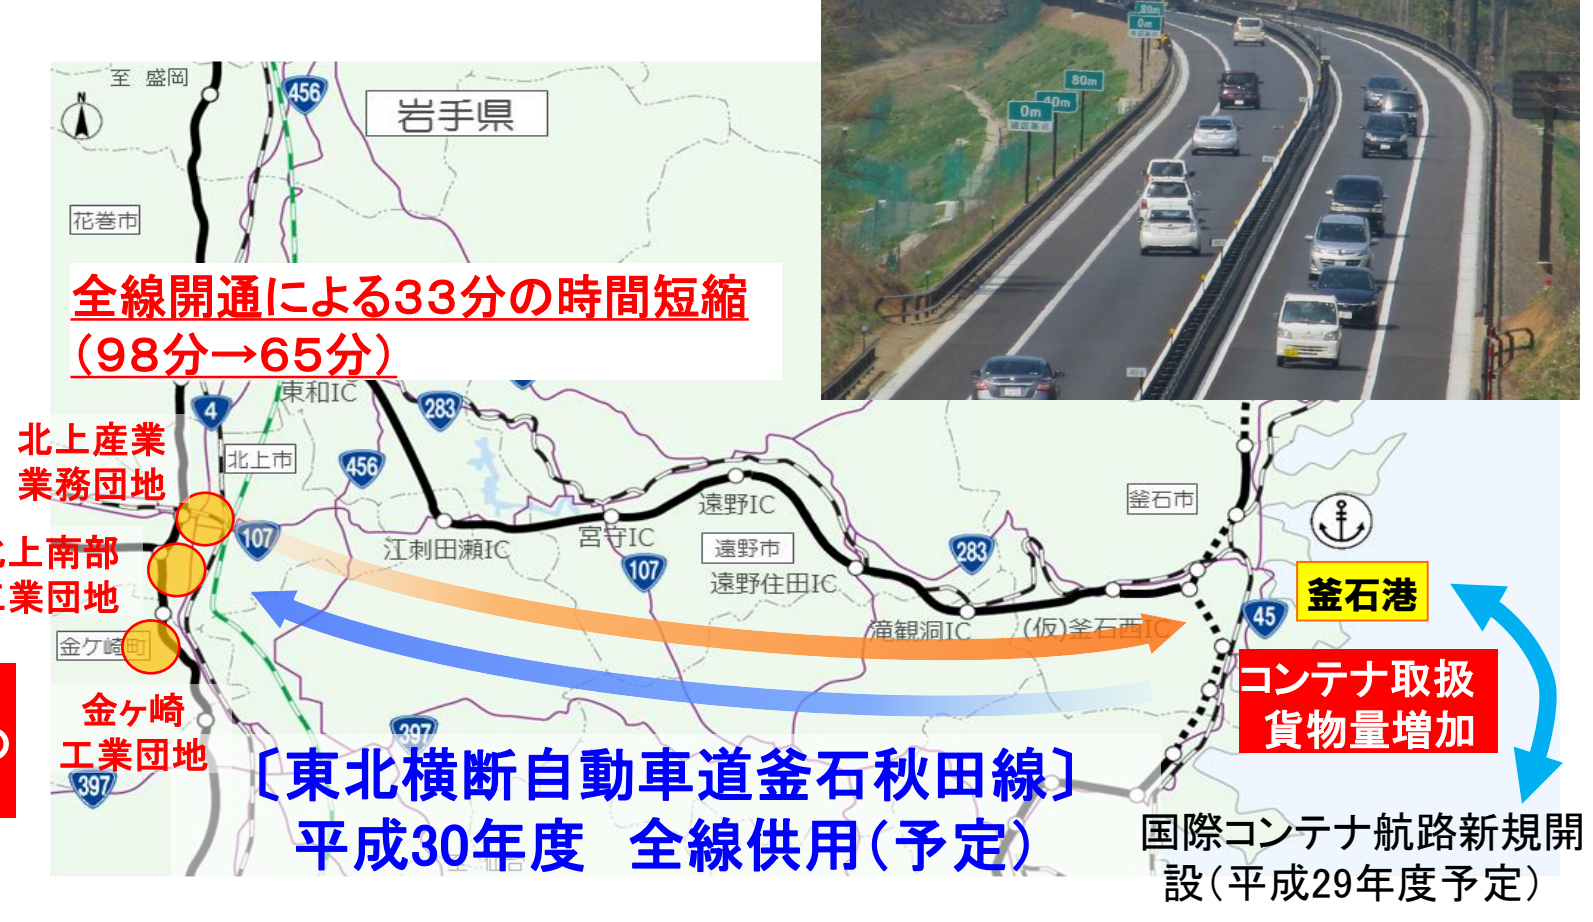 至 盛岡
N
456
岩手県
花巻市
80m
0m
80m
40m
0m
全線開通による33分の時間短縮
(98分→65分)
東和IC
4
283
北上産業
業務団地
北上市
456
遠野IC
釜石市
107
江刺田瀬IC
宮守IC
遠野市
283
上南部
業団地
107
遠野住田IC
釜石港
45
金ケ崎町
滝観洞IC
(仮)釜石西IC
コンテナ取扱
貨物量増加
金ヶ崎
工業団地
397
397
〔東北横断自動車道釜石秋田線〕
平成30年度 全線供用(予定)
国際コンテナ航路新規開
設(平成29年度予定)